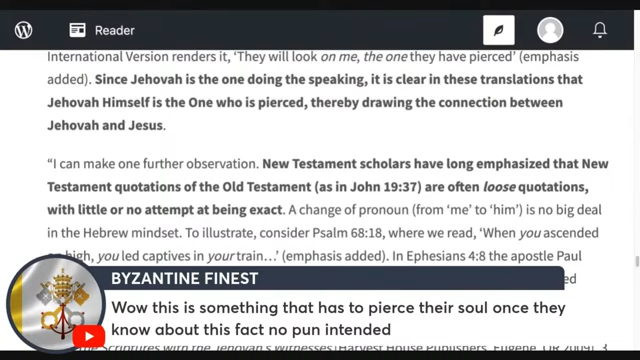 Reader
International Version renders it, ‘They will look on me, the one they have pierced’ (emphasis
added). Since Jehovah is the one doing the speaking, it is clear in these translations that
Jehovah Himself is the One who is pierced, thereby drawing the connection between
Jehovah and Jesus.
“I can make one further observation. New Testament scholars have long emphasized that New
Testament quotations of the Old Testament (as in John 19:37) are often loose quotations,
with little or no attempt at being exact. A change of pronoun (from ‘me’ to ‘him’) is no big deal
in the Hebrew mindset. To illustrate, consider Psalm 68:18, where we read, ‘When you ascended
high, you led captives in your train…’ (emphasis added). In Ephesians 4:8 the apostle Paul
BYZANTINE FINEST
Wow this is something that has to pierce their soul once they
know about this fact no pun intended
Scriptures with the Jehovah's Witnesses [Harvest House Publishers, Eugene, OR 2009], 3.